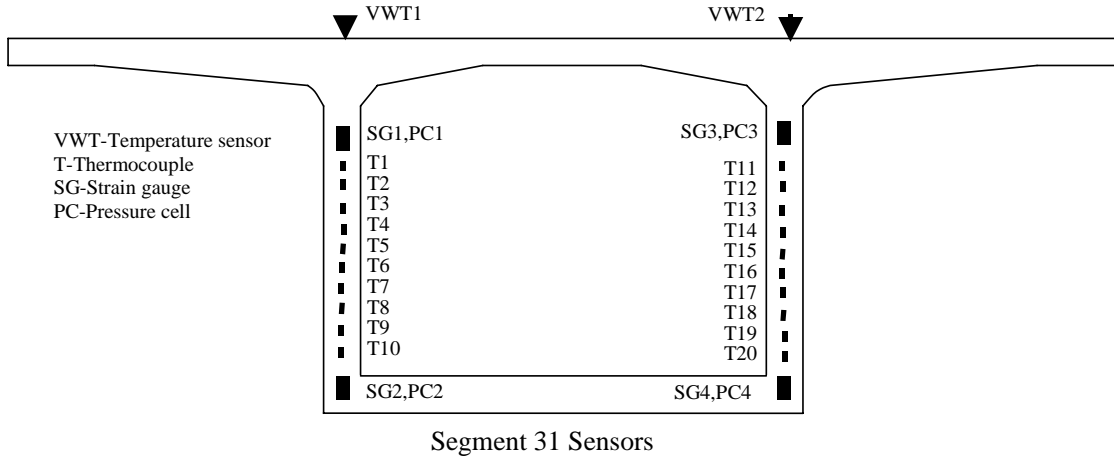 VWT1
VWT2
VWT-Temperature sensor
T-Thermocouple
SG-Strain gauge
PC-Pressure cell
SG1,PC1
T1
T2
T3
T4
T5
T6
T7
T8
T9
T10
SG2,PC2
SG3,PC3
T11
T12
T13
T14
T15
T16
T17
T18
T19
T20
SG4,PC4
Segment 31 Sensors